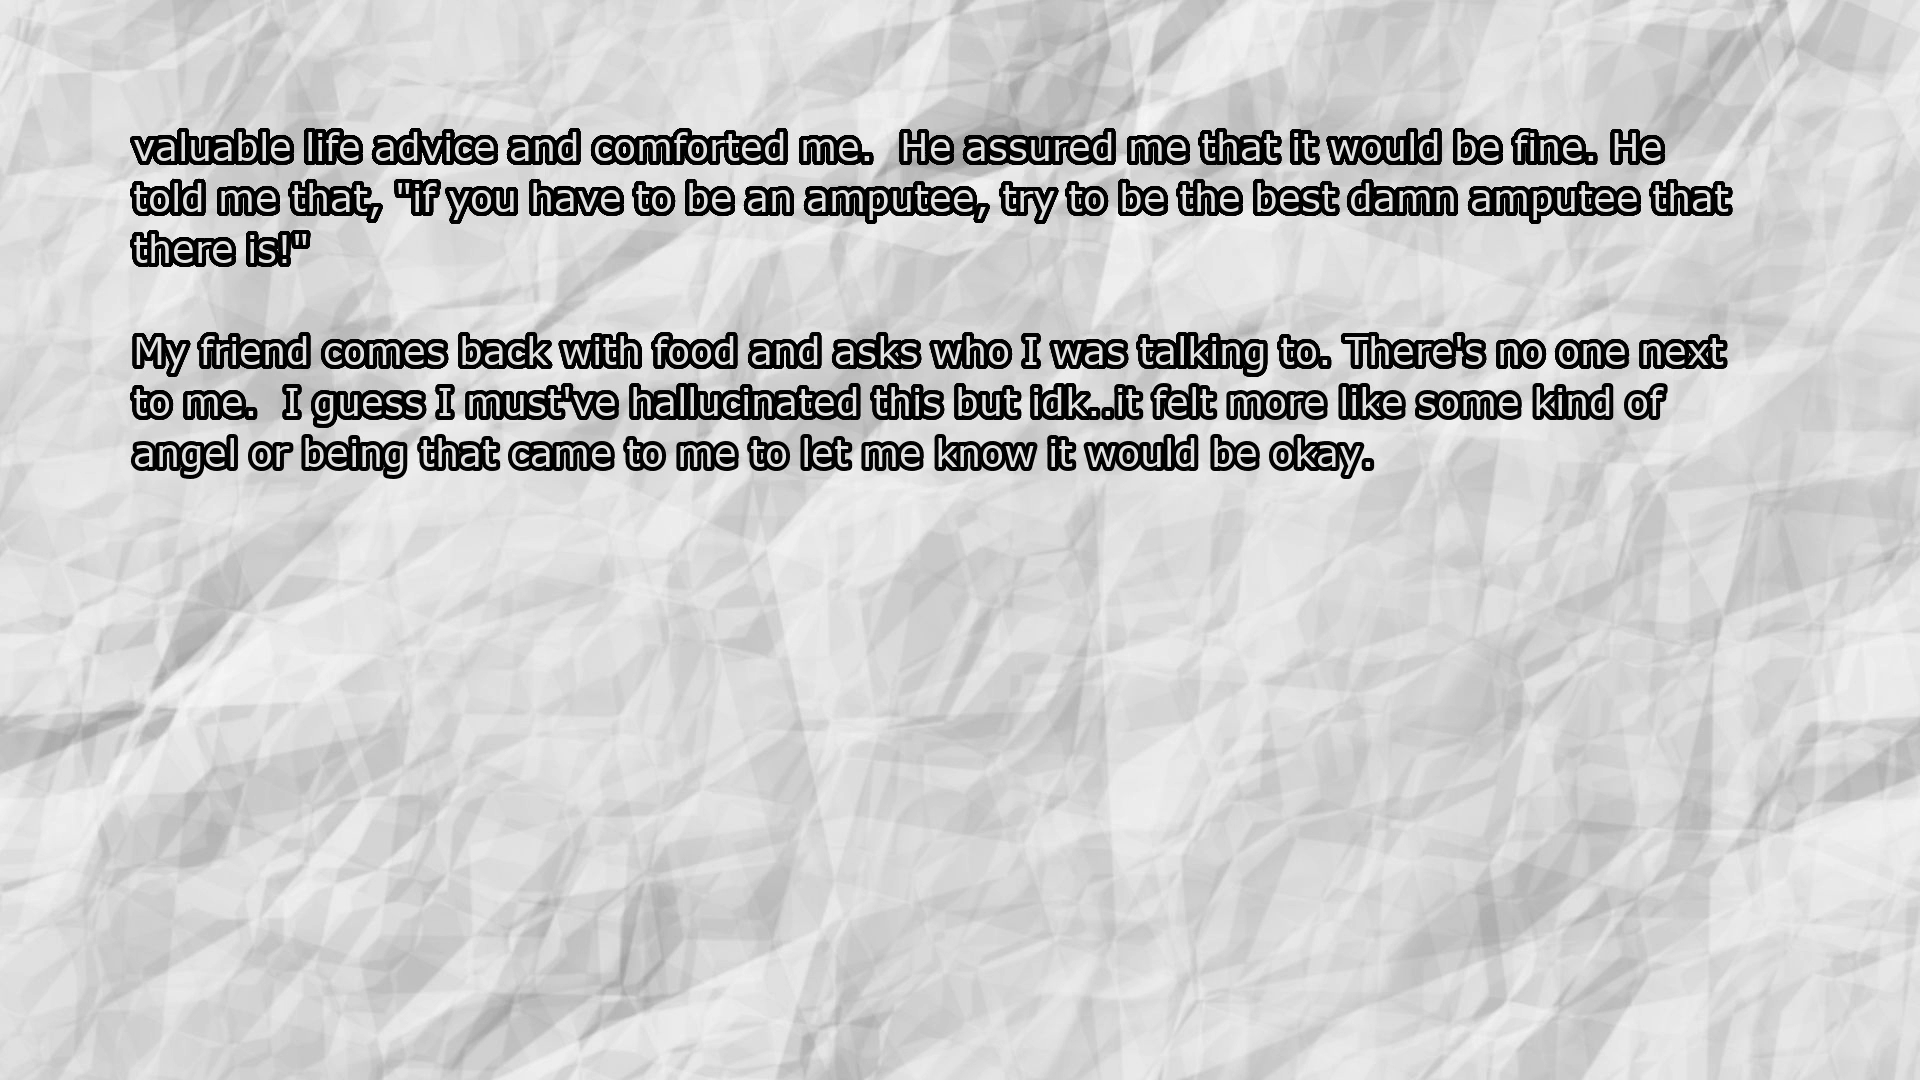 valuable life advice and comforted me.  He assured me that it would be fine. He
told me that, "if you have to be an amputee, try to be the best damn amputee that
there is!"
My friend comes back with food and asks who I was talking to. There's no one next
to me.  I guess I must've hallucinated this but idk..it felt more like some kind of
angel or being that came to me to let me know it would be okay.